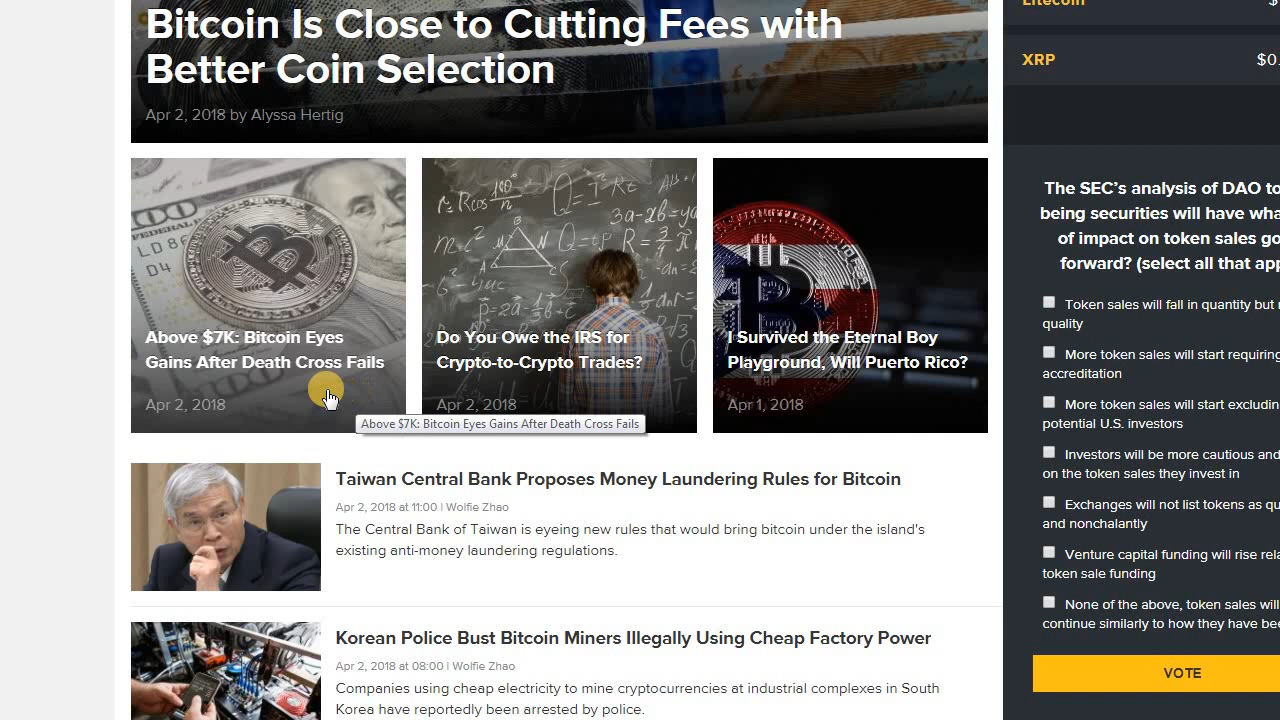 Bitcoin Is Close to Cutting Fees with
Better Coin Selection
Apr 2, 2018 by Alyssa Hertig
Above $7K: Bitcoin Eyes
Gains After Death Cross Fails
Apr 2, 2018
Above $7K: Bitcoin Eyes Gains After Death Cross Fails
Do You Owe the IRS for
Crypto-to-Crypto Trades?
Apr 2, 2018
I Survived the Eternal Boy
Playground, Will Puerto Rico?
Apr 1, 2018
Taiwan Central Bank Proposes Money Laundering Rules for Bitcoin
Apr 2, 2018 at 11:00 | Wolfie Zhao
The Central Bank of Taiwan is eyeing new rules that would bring bitcoin under the island's
existing anti-money laundering regulations.
Korean Police Bust Bitcoin Miners Illegally Using Cheap Factory Power
Apr 2, 2018 at 08:00 | Wolfie Zhao
Companies using cheap electricity to mine cryptocurrencies at industrial complexes in South
Korea have reportedly been arrested by police.
Litecoin $
XRP $0.
The SEC's analysis of DAO
being securities will have
of impact on token sales
forward? (select all that
Token sales will fall in quantity but
quality
More token sales will start requiring
accreditation
More token sales will start
potential U.S. investors
Investors will be more cautious and
on the token sales they invest in
Exchanges will not list tokens as
and nonchalantly
Venture capital funding will rise
token sale funding
None of the above, token sales will
continue similarly to how they have
VOTE